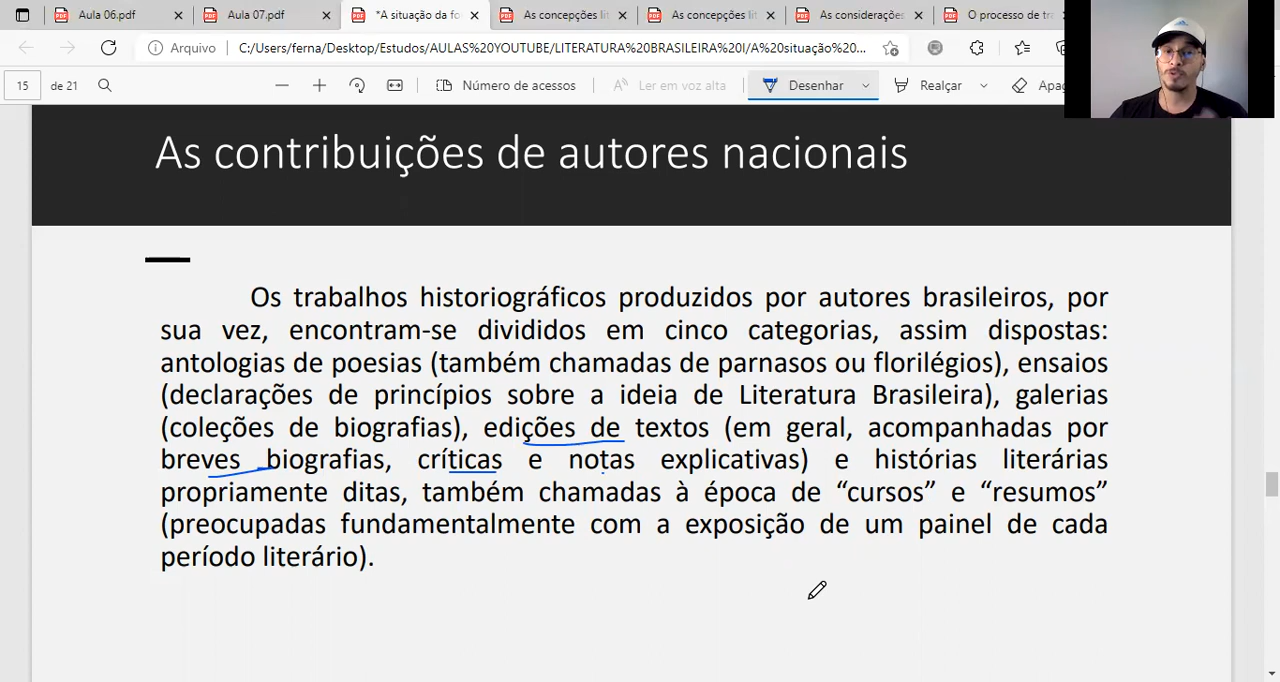 Aula 06.pdf
Aula 07.pdf
*A situação da fo
As concepções li
As concepções li
As considerações
O processo de tr
Arquivo
C:/Users/ferna/Desktop/Estudos/AULAS%20YOUTUBE/LITERATURA%20BRASILEIRA%20I/A%20situação%20...
15
de 21
Número de acessos
Ler em voz alta
Desenhar
Realçar
Apag
As contribuições de autores nacionais
Os trabalhos historiográficos produzidos por autores brasileiros, por
sua vez, encontram-se divididos em cinco categorias, assim dispostas:
antologias de poesias (também chamadas de parnasos ou florilégios), ensaios
(declarações de princípios sobre a ideia de Literatura Brasileira), galerias
(coleções de biografias), edições de textos (em geral, acompanhadas por
breves biografias, críticas e notas explicativas) e histórias literárias
propriamente ditas, também chamadas à época de “cursos” e “resumos”
(preocupadas fundamentalmente com a exposição de um painel de cada
período literário).